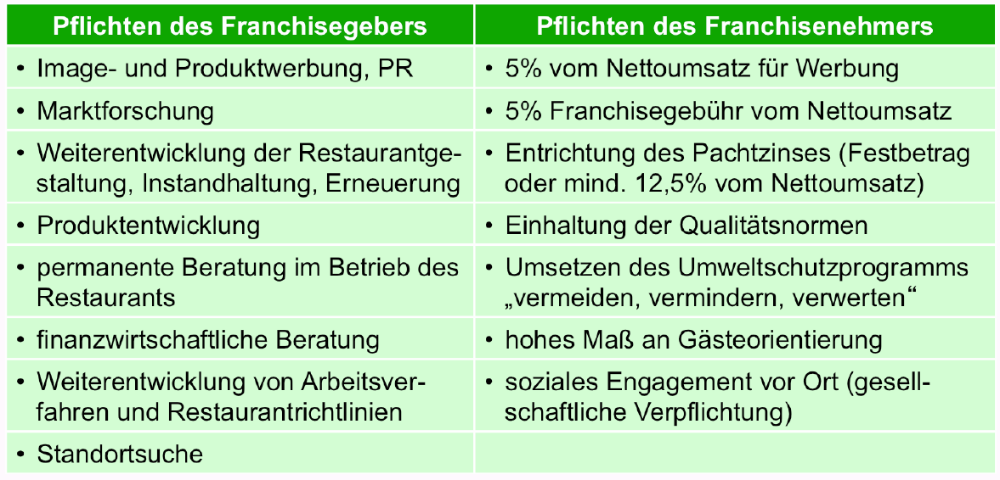 Pflichten des Franchisegebers
Pflichten des Franchisenehmers
• Image- und Produktwerbung, PR
• 5% vom Nettoumsatz für Werbung
• Marktforschung
• 5% Franchisegebühr vom Nettoumsatz
• Weiterentwicklung der Restaurantge-
staltung, Instandhaltung, Erneuerung
• Entrichtung des Pachtzinses (Festbetrag
oder mind. 12,5% vom Nettoumsatz)
• Produktentwicklung
• Einhaltung der Qualitätsnormen
• permanente Beratung im Betrieb des
Restaurants
• Umsetzen des Umweltschutzprogramms
„vermeiden, vermindern, verwerten“
• finanzwirtschaftliche Beratung
• hohes Maß an Gästeorientierung
• Weiterentwicklung von Arbeitsver-
fahren und Restaurantrichtlinien
• soziales Engagement vor Ort (gesell-
schaftliche Verpflichtung)
• Standortsuche